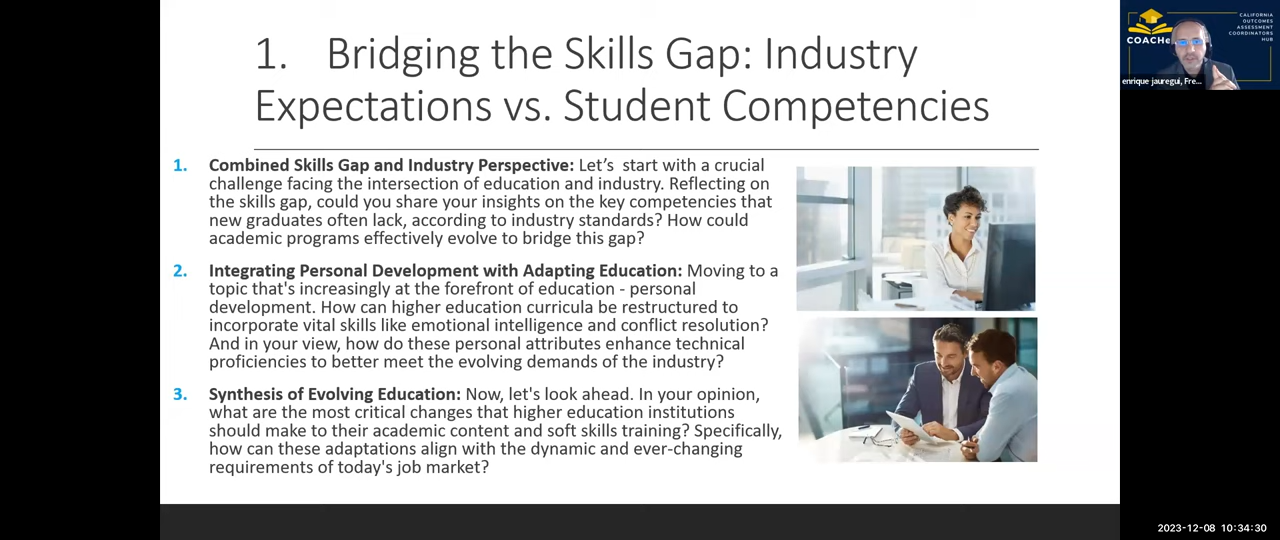 1. Bridging the Skills Gap: Industry
Expectations vs. Student Competencies
1. Combined Skills Gap and Industry Perspective: Let’s start with a crucial
challenge facing the intersection of education and industry. Reflecting on
the skills gap, could you share your insights on the key competencies that
new graduates often lack, according to industry standards? How could
academic programs effectively evolve to bridge this gap?
2. Integrating Personal Development with Adapting Education: Moving to a
topic that's increasingly at the forefront of education - personal
development. How can higher education curricula be restructured to
incorporate vital skills like emotional intelligence and conflict resolution?
And in your view, how do these personal attributes enhance technical
proficiencies to better meet the evolving demands of the industry?
3. Synthesis of Evolving Education: Now, let's look ahead. In your opinion,
what are the most critical changes that higher education institutions
should make to their academic content and soft skills training? Specifically,
how can these adaptations align with the dynamic and ever-changing
requirements of today's job market?
CALIFORNIA
OUTCOMES
ASSESSMENT
COORDINATORS
HUB
COACHe
enrique jauregui, Fre...
2023-12-08 10:34:30